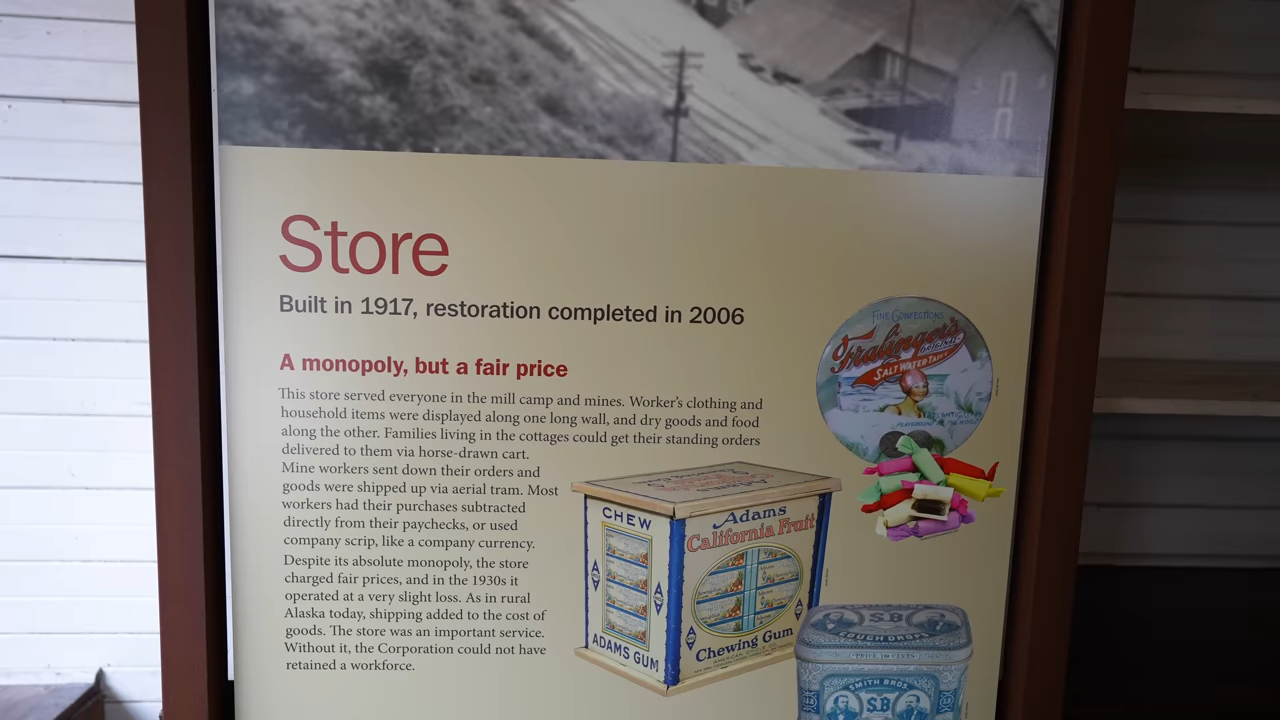 Store
Built in 1917, restoration completed in 2006
A monopoly, but a fair price
This store served everyone in the mill camp and mines. Worker's clothing and
household items were displayed along one long wall, and dry goods and food
along the other. Families living in the cottages could get their standing orders
delivered to them via horse-drawn cart.
Mine workers sent down their orders and
goods were shipped up via aerial tram. Most
workers had their purchases subtracted
directly from their paychecks, or used
company scrip, like a company currency.
Despite its absolute monopoly, the store
charged fair prices, and in the 1930s it
operated at a very slight loss. As in rural
Alaska today, shipping added to the cost of
goods. The store was an important service.
Without it, the Corporation could not have
retained a workforce.
FINE CONFECTIONS
Fralinger's
ORIGINAL
SALT WATER TAFFY
ATLANTIC
PLAYGROUND OF THE WORLD
Adams
CHEW
ADAMS GUM
Adams
California Fruit
Chewing Gum
S.B
COUGH DROPS
SMITH BROS.
S.B